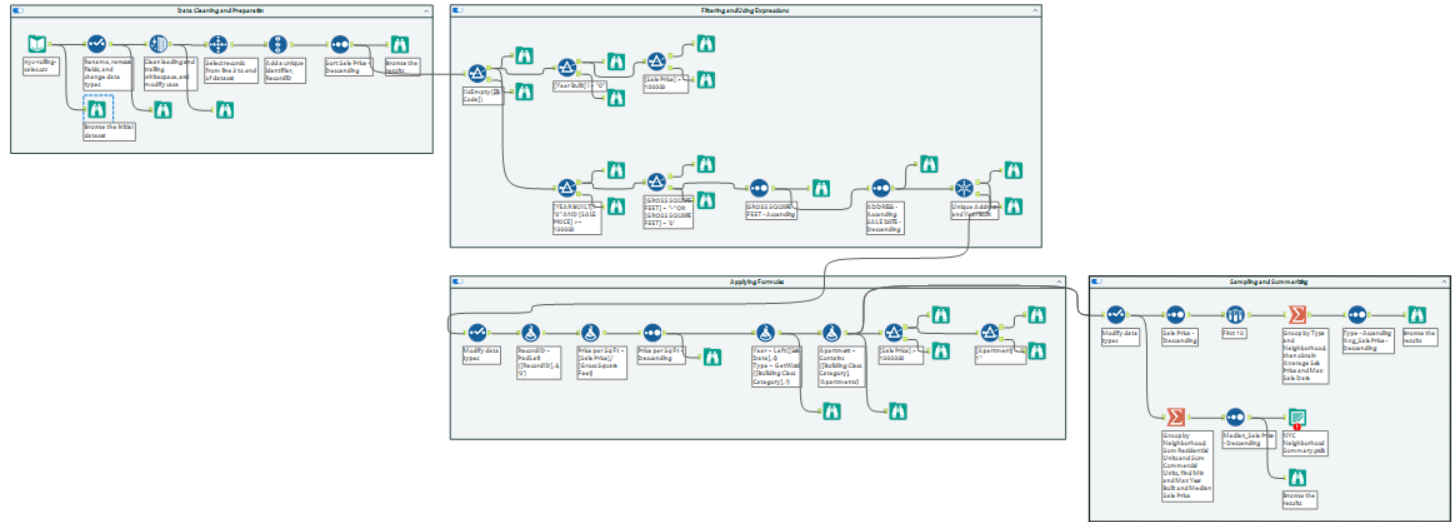 Data Cleaning and Preparatin
nyc-rolling-
sales.csv
Rename, remove
fields, and
change data
types
Clean leading and
trailing
whitespace, and
modify case
Select records
from line 3 to end
of dataset
Add a unique
identifier,
RecordID
Sort Sale Price -
Descending
Browse the
results
Browse the initial
dataset
Filtering and Using Expressions
!IsEmpty([Zip
Code])
[Year Built] != "0"
[Sale Price] >
100000
[YEAR BUILT] !=
"0" AND [SALE
PRICE] >=
100000
[GROSS SQUARE
FEET] = "-" OR
[GROSS SQUARE
FEET] = "0"
GROSS SQUARE
FEET - Ascending
ADDRESS -
Ascending
SALE DATE -
Descending
Unique Address
and Year Built
Applying Formulas
Modify data
types
RecordID =
PadLeft
([RecordID], 6,
'0')
Price per Sq Ft =
[Sale Price]/
[Gross Square
Feet]
Price per Sq Ft -
Descending
Year = Left([Sale
Date], 4)
Type = GetWord
([Building Class
Category], 1)
Apartment =
Contains
([Building Class
Category],
'Apartments')
[Sale Price] >
1000000
[Apartment] =
Sampling and Summarizing
Modify data
types
Sale Price -
Descending
First 10
Group by Type
and
Neighborhood,
then obtain
Average Sale
Price and Max
Sale Date
Type - Ascending
Avg_Sale Price -
Descending
Browse the
results
Group by
Neighborhood,
Sum Residential
Units and Sum
Commercial
Units, find Min
and Max Year
Built and Median
Sale Price
Median_Sale Price
- Descending
NYC
Neighborhood
Summary.yxdb
Browse the
results